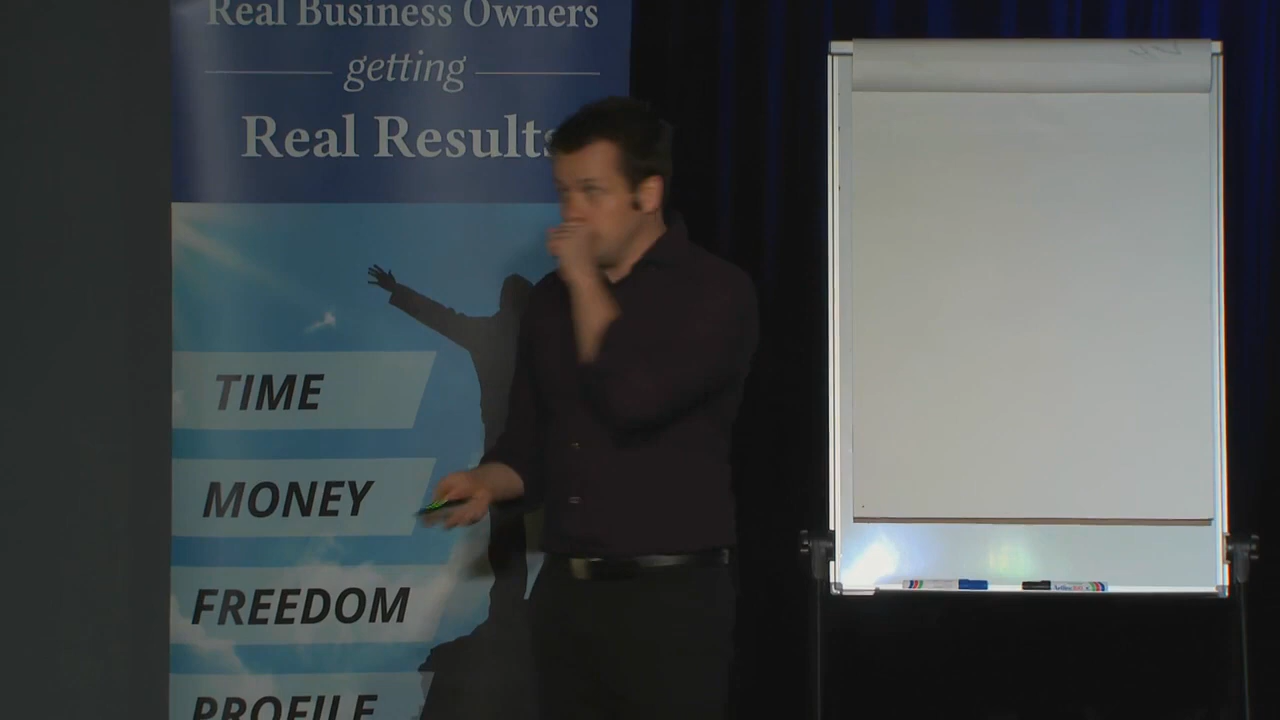 Real Business Owners
getting
Real Results
TIME
MONEY
FREEDOM
PROFILE